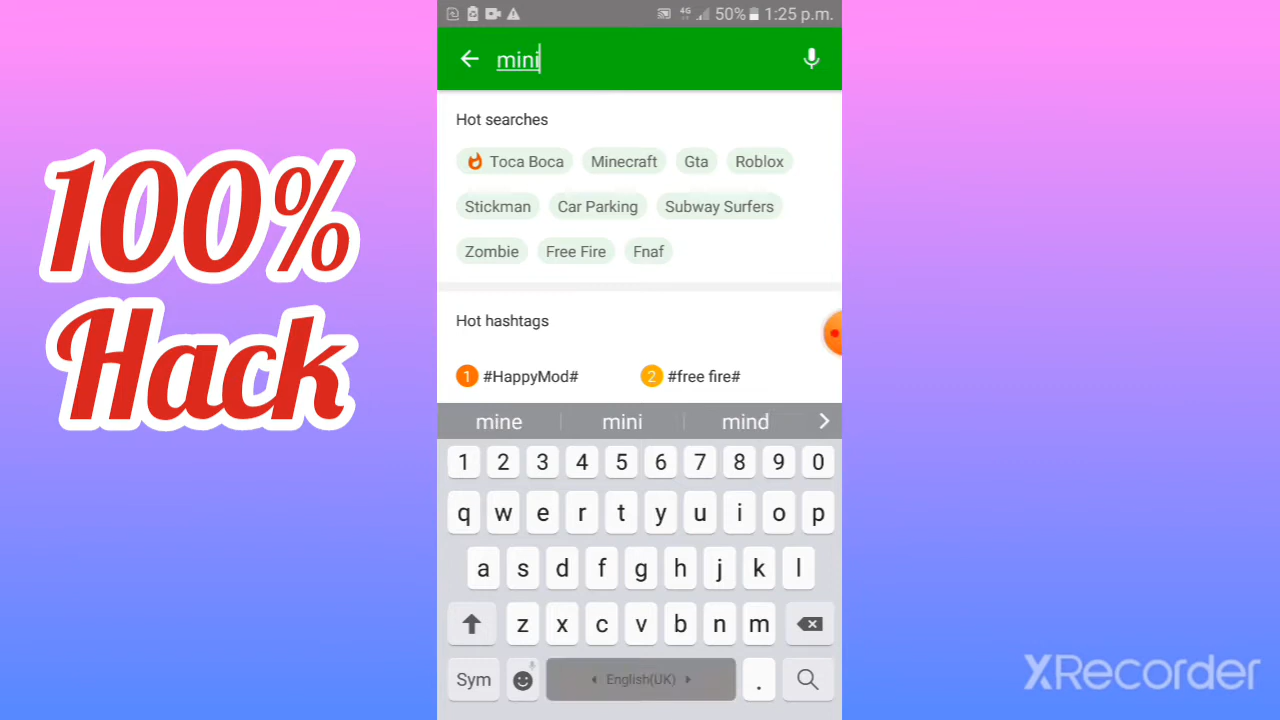 100%
Hack
4G 50% 1:25 p.m.
mini
Hot searches
Toca Boca Minecraft Gta Roblox
Stickman Car Parking Subway Surfers
Zombie Free Fire Fnaf
Hot hashtags
1 #HappyMod# 2 #free fire#
mine mini mind
1 2 3 4 5 6 7 8 9 0
q w e r t y u i o p
a s d f g h j k l
z x c v b n m
Sym English(UK) .
XRecorder